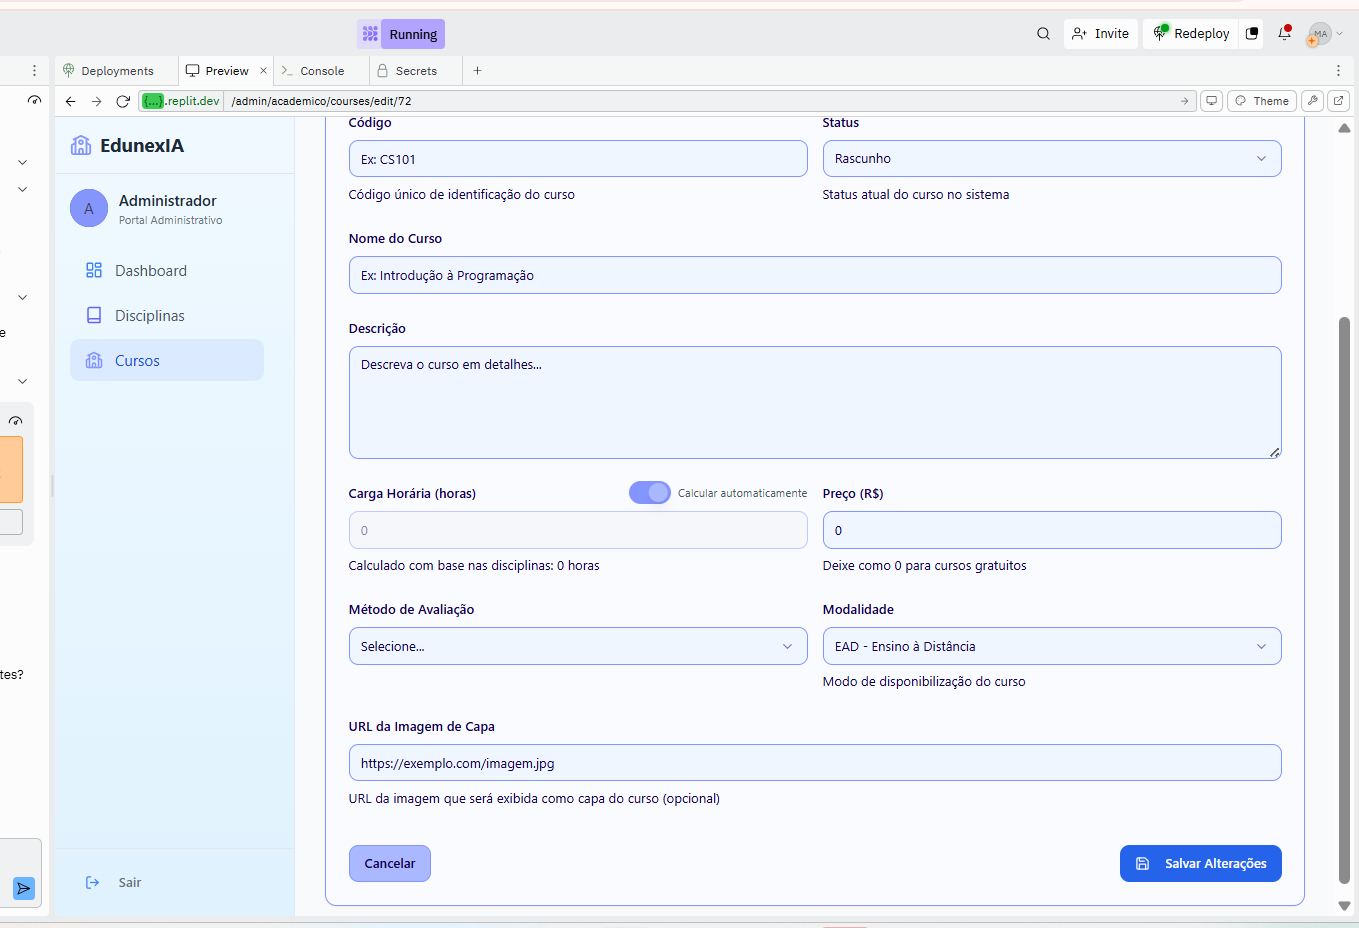 Running
Invite
Redeploy
MA
Deployments
Preview
Console
Secrets
{...}.replit.dev
/admin/academico/courses/edit/72
Theme
EdunexIA
A
Administrador
Portal Administrativo
Dashboard
Disciplinas
Cursos
Sair
e
tes?
Código
Status
Ex: CS101
Rascunho
Código único de identificação do curso
Status atual do curso no sistema
Nome do Curso
Ex: Introdução à Programação
Descrição
Descreva o curso em detalhes...
Carga Horária (horas)
Calcular automaticamente
Preço (R$)
0
0
Calculado com base nas disciplinas: 0 horas
Deixe como 0 para cursos gratuitos
Método de Avaliação
Modalidade
Selecione...
EAD - Ensino à Distância
Modo de disponibilização do curso
URL da Imagem de Capa
https://exemplo.com/imagem.jpg
URL da imagem que será exibida como capa do curso (opcional)
Cancelar
Salvar Alterações